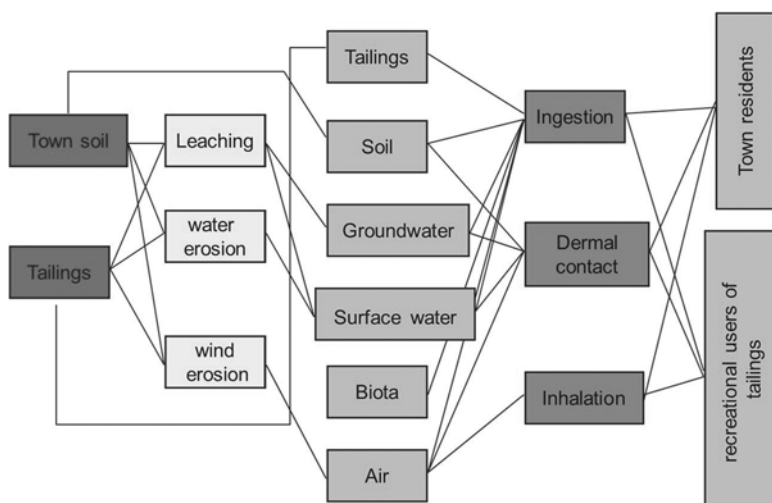 Town soil
Tailings
Leaching
water
erosion
wind
erosion
Tailings
Soil
Groundwater
Surface water
Biota
Air
Ingestion
Dermal
contact
Inhalation
Town residents
recreational users of
tailings